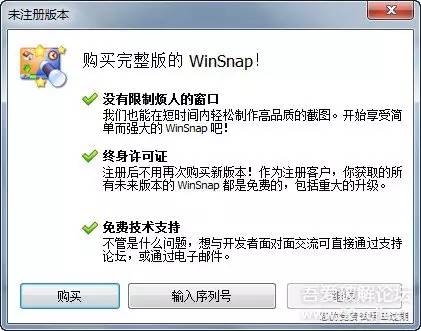 未注册版本
购买完整版的 WinSnap!
没有限制烦人的窗口
我们也能在短时间内轻松制作高品质的截图。开始享受简
单而强大的 WinSnap 吧!
终身许可证
注册后不用再次购买新版本! 作为注册客户，你获取的所
有未来版本的 WinSnap 都是免费的，包括重大的升级。
免费技术支持
不管是什么问题，想与开发者面对面交流可直接通过支持
论坛，或通过电子邮件。
购买
输入序列号
吾爱破解论坛